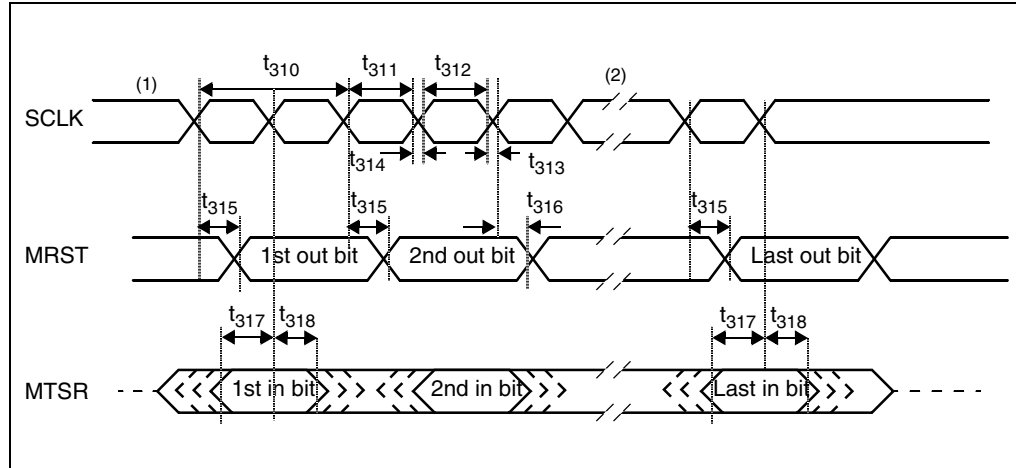 t310 t311 t312
(1) (2)
SCLK
t314 t313
t315 t315 t316 t315
MRST 1st out bit 2nd out bit Last out bit
t317 t318 t317 t318
MTSR 1st in bit 2nd in bit Last in bit